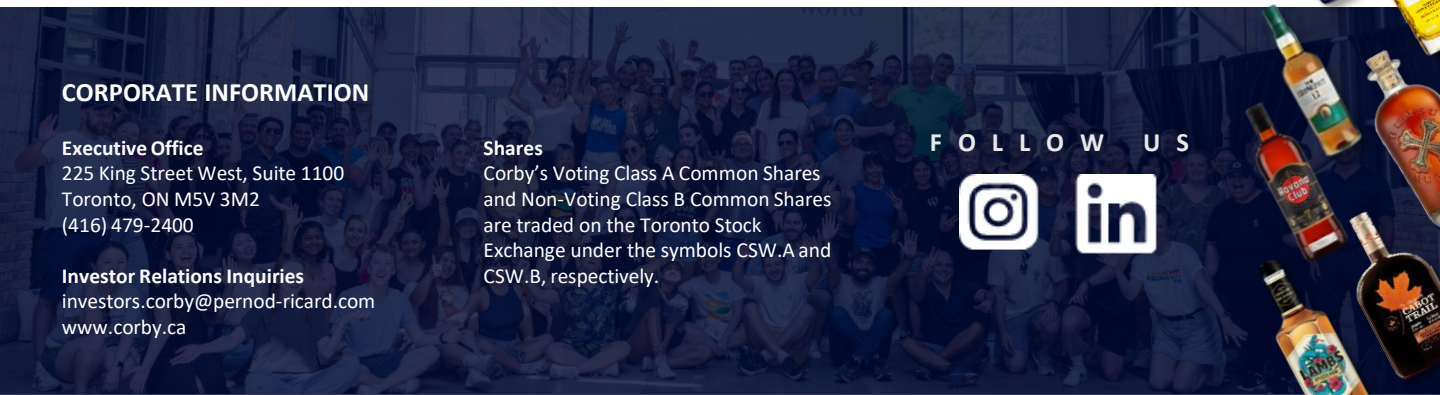 world
CORPORATE INFORMATION
Executive Office
225 King Street West, Suite 1100
Toronto, ON M5V 3M2
(416) 479-2400
Investor Relations Inquiries
investors.corby@pernod-ricard.com
www.corby.ca
Shares
Corby’s Voting Class A Common Shares
and Non-Voting Class B Common Shares
are traded on the Toronto Stock
Exchange under the symbols CSW.A and
CSW.B, respectively.
FOLLOW US
in
12
Havana
Club
CABOT
TRAIL
LAMB'S